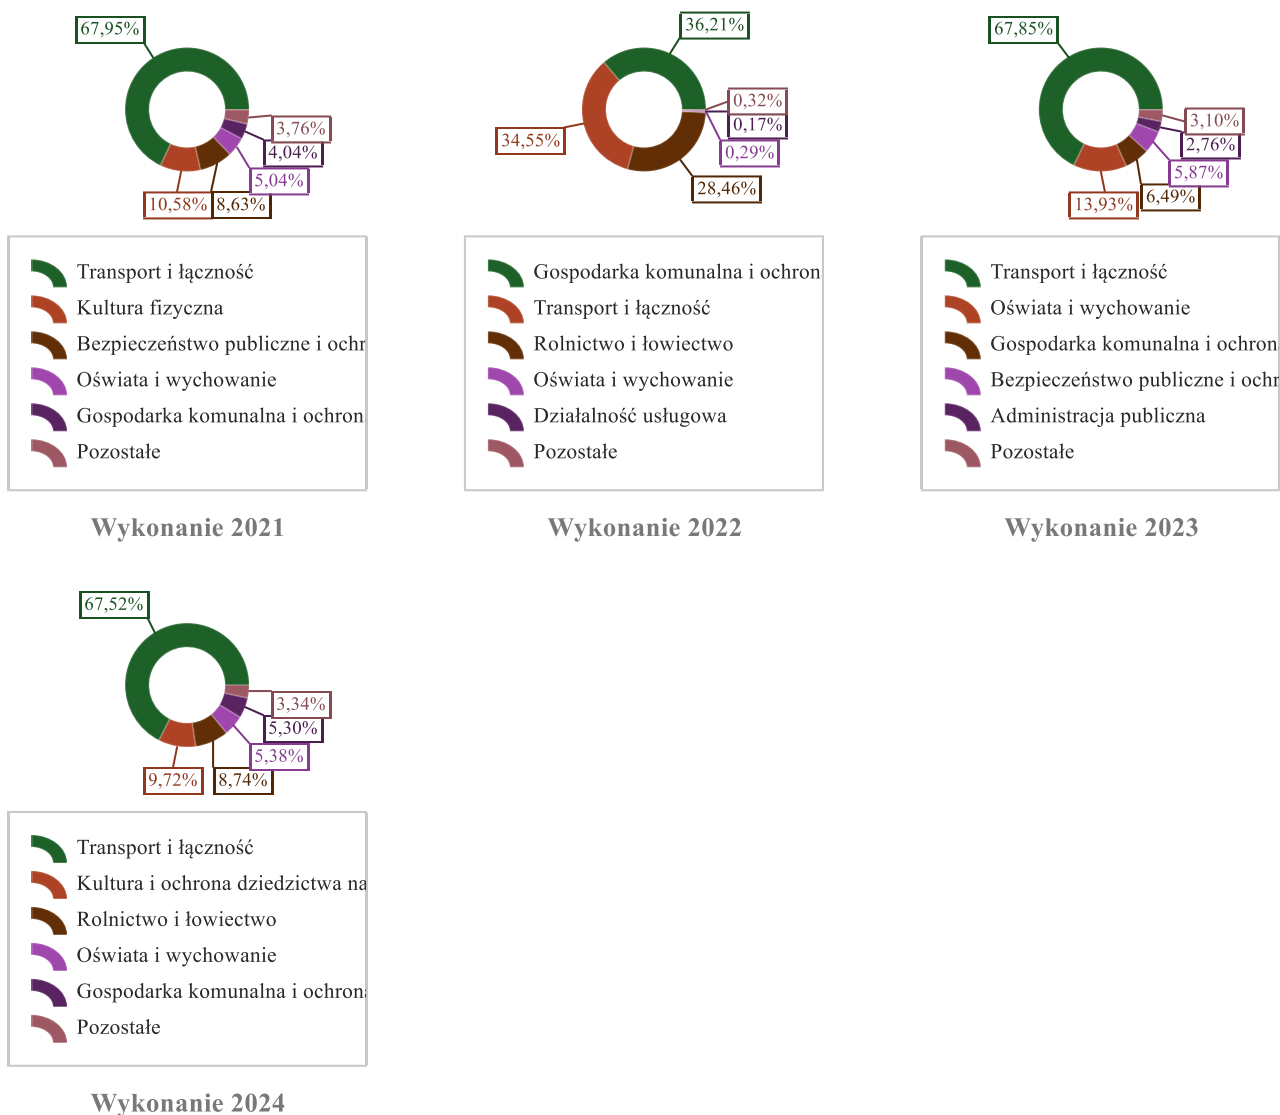 67,95%
3,76%
4,04%
5,04%
10,58%
8,63%
Transport i łączność
Kultura fizyczna
Bezpieczeństwo publiczne i ochr
Oświata i wychowanie
Gospodarka komunalna i ochrona
Pozostałe
Wykonanie 2021
36,21%
0,32%
0,17%
0,29%
34,55%
28,46%
Gospodarka komunalna i ochrona
Transport i łączność
Rolnictwo i łowiectwo
Oświata i wychowanie
Działalność usługowa
Pozostałe
Wykonanie 2022
67,85%
3,10%
2,76%
5,87%
13,93%
6,49%
Transport i łączność
Oświata i wychowanie
Gospodarka komunalna i ochrona
Bezpieczeństwo publiczne i ochr
Administracja publiczna
Pozostałe
Wykonanie 2023
67,52%
3,34%
5,30%
5,38%
9,72%
8,74%
Transport i łączność
Kultura i ochrona dziedzictwa na
Rolnictwo i łowiectwo
Oświata i wychowanie
Gospodarka komunalna i ochrona
Pozostałe
Wykonanie 2024